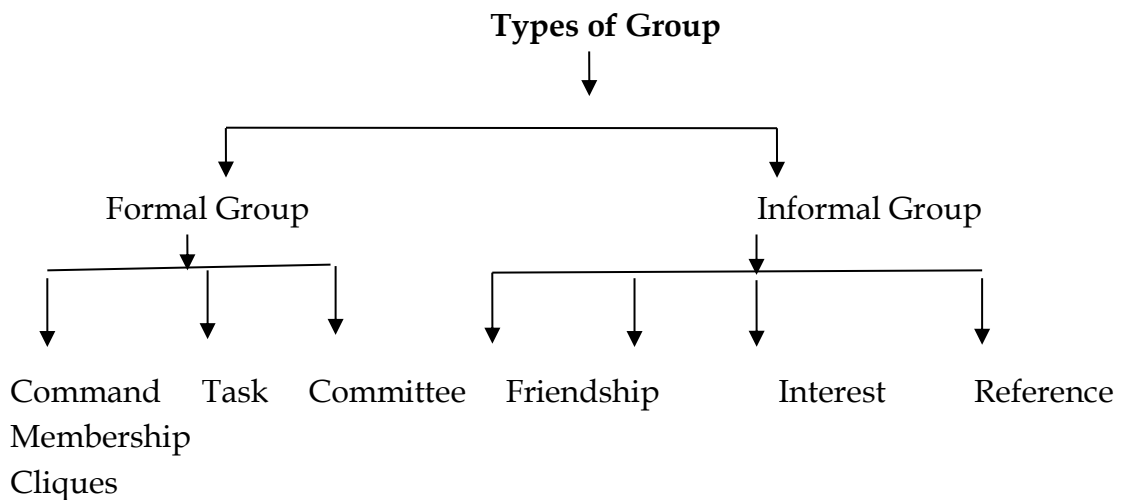 Types of Group
Formal Group Informal Group
Command Task Committee Friendship Interest Reference
Membership
Cliques